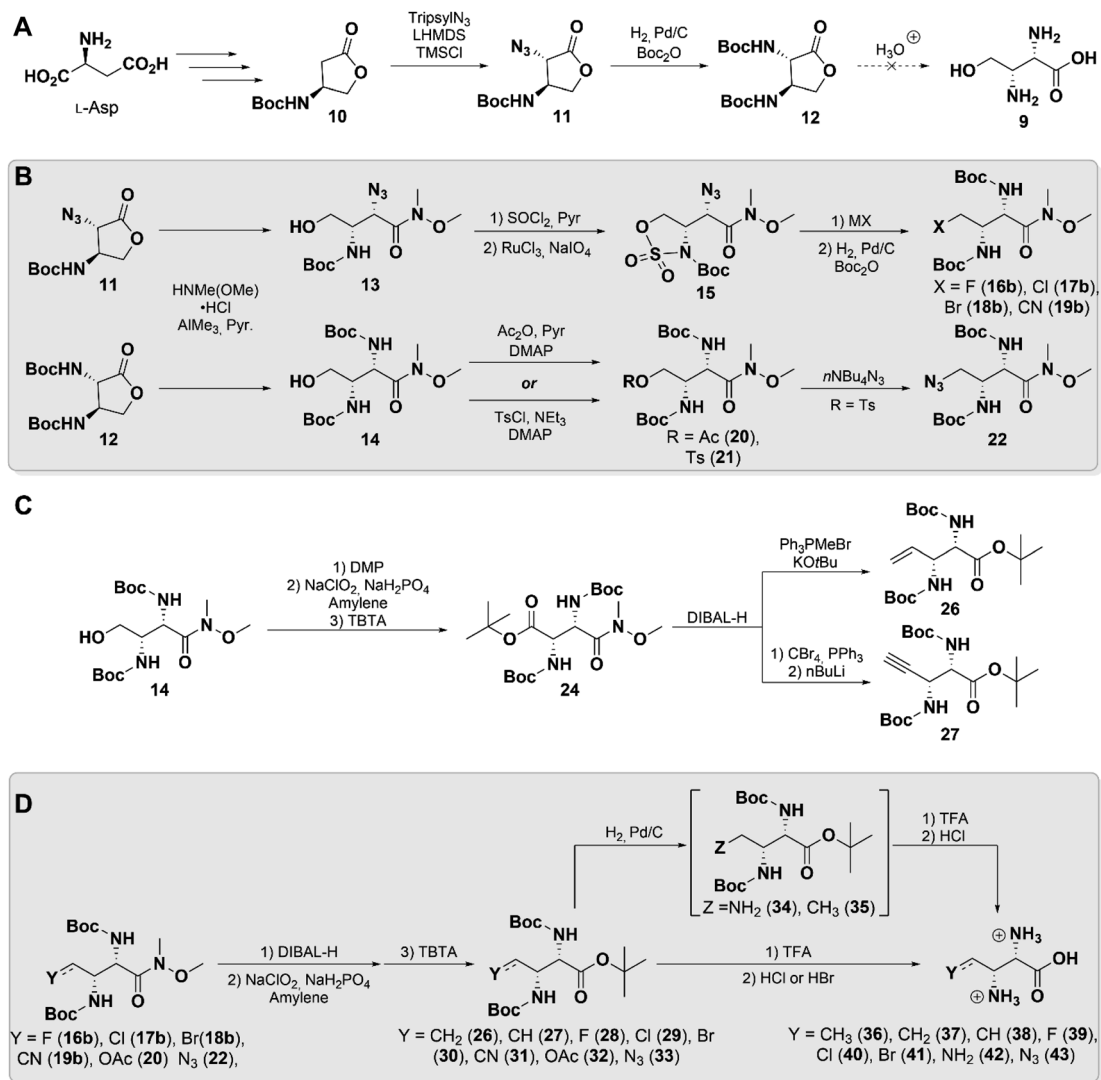 A
NH2
HO2C
CO2H
L-Asp
BocHN
O
O
10
TripsylN3
LHMDS
TMSCl
N3
O
O
BocHN
11
H2, Pd/C
Boc2O
BocHN
O
O
BocHN
12
H3O⊕
NH2
HO
OH
NH2
O
9
B
N3
O
O
BocHN
11
HNMe(OMe)
•HCl
AlMe3, Pyr.
N3
HO
N
O
NH
O
Boc
13
1) SOCl2, Pyr
2) RuCl3, NaIO4
N3
O
N
O
O
S
N
O
O
Boc
15
1) MX
2) H2, Pd/C
Boc2O
Boc
NH
X
N
O
NH
O
Boc
X = F (16b), Cl (17b),
Br (18b), CN (19b)
BocHN
O
O
BocHN
12
Boc
NH
HO
N
O
NH
O
Boc
14
Ac2O, Pyr
DMAP
or
TsCl, NEt3
DMAP
Boc
NH
RO
N
O
NH
O
Boc
R = Ac (20),
Ts (21)
nNBu4N3
R = Ts
Boc
NH
N3
N
O
NH
O
Boc
22
C
Boc
NH
HO
N
O
NH
O
Boc
14
1) DMP
2) NaClO2, NaH2PO4
Amylene
3) TBTA
O
HN
Boc
O
N
O
NH
O
Boc
24
DIBAL-H
Ph3PMeBr
KOtBu
Boc
NH
O
NH
O
Boc
26
1) CBr4, PPh3
2) nBuLi
Boc
NH
O
NH
O
Boc
27
D
Boc
NH
Y
N
O
NH
O
Boc
Y = F (16b), Cl (17b), Br(18b),
CN (19b), OAc (20) N3 (22),
1) DIBAL-H
2) NaClO2, NaH2PO4
Amylene
3) TBTA
Boc
NH
Y
O
NH
O
Boc
Y = CH2 (26), CH (27), F (28), Cl (29), Br
(30), CN (31), OAc (32), N3 (33)
H2, Pd/C
Boc
NH
Z
O
NH
O
Boc
Z =NH2 (34), CH3 (35)
1) TFA
2) HCl
1) TFA
2) HCl or HBr
⊕
NH3
Y
OH
⊕
NH3
O
Y = CH3 (36), CH2 (37), CH (38), F (39),
Cl (40), Br (41), NH2 (42), N3 (43)